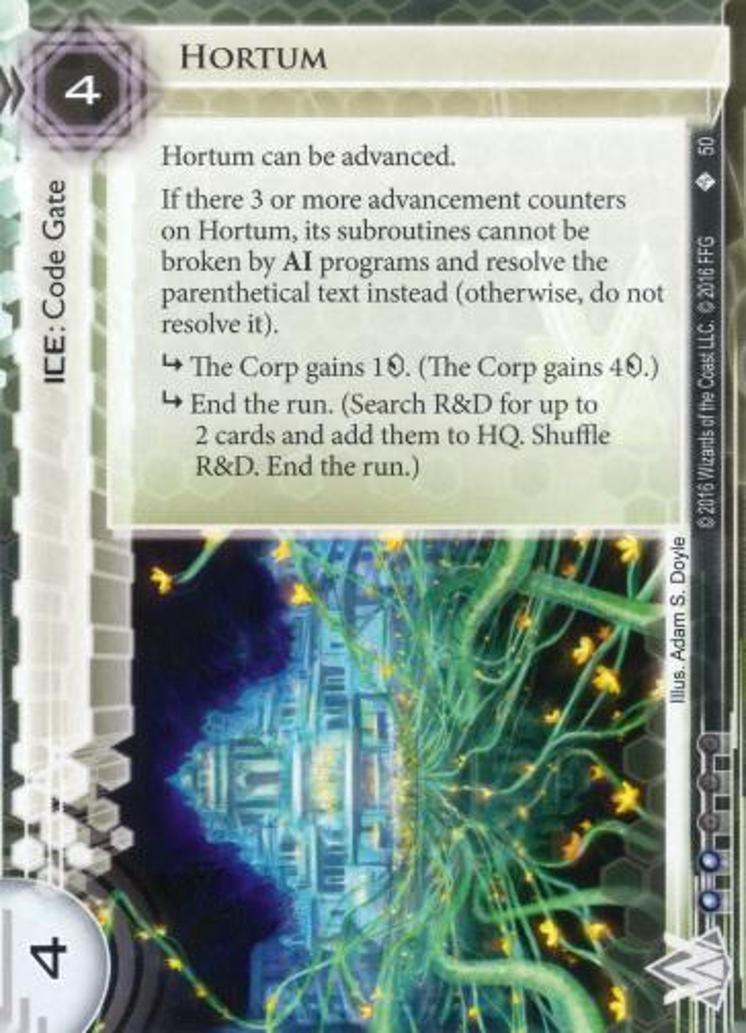 4
HORTUM
Hortum can be advanced.
If there 3 or more advancement counters
on Hortum, its subroutines cannot be
broken by AI programs and resolve the
parenthetical text instead (otherwise, do not
resolve it).
The Corp gains 1. (The Corp gains 4.)
End the run. (Search R&D for up to
2 cards and add them to HQ. Shuffle
R&D. End the run.)
ICE: Code Gate
4
Illus. Adam S. Doyle
© 2016 Wizards of the Coast LLC. © 2016 FFG 50